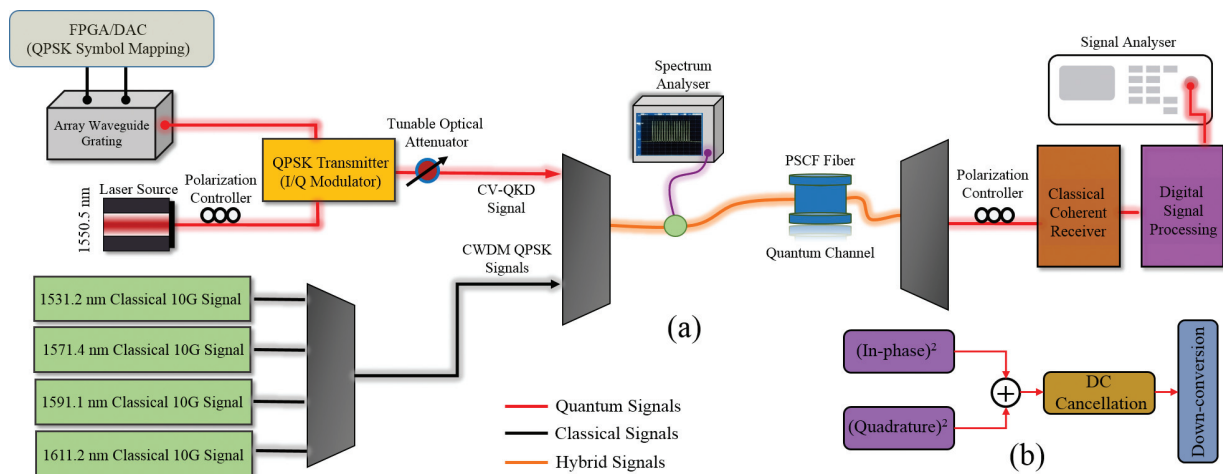 FPGA/DAC
(QPSK Symbol Mapping)
Array Waveguide
Grating
1550.5 nm
Laser Source
Polarization
Controller
QPSK Transmitter
(I/Q Modulator)
Tunable Optical
Attenuator
CV-QKD
Signal
CWDM QPSK
Signals
1531.2 nm Classical 10G Signal
1571.4 nm Classical 10G Signal
1591.1 nm Classical 10G Signal
1611.2 nm Classical 10G Signal
Spectrum
Analyser
PSCF Fiber
Quantum Channel
Polarization
Controller
Classical
Coherent
Receiver
Digital
Signal
Processing
Signal Analyser
(a)
Quantum Signals
Classical Signals
Hybrid Signals
(In-phase)²
(Quadrature)²
+
DC
Cancellation
Down-conversion
(b)